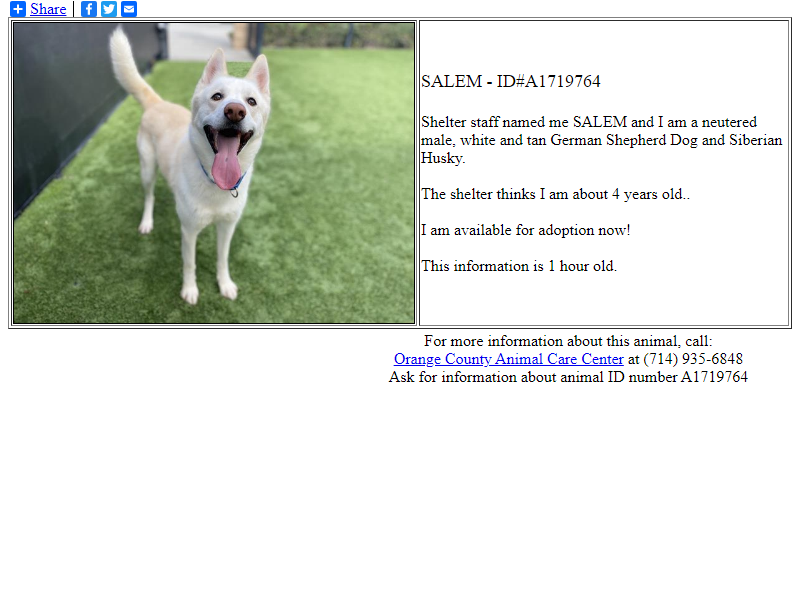 Share |
SALEM - ID#A1719764
Shelter staff named me SALEM and I am a neutered
male, white and tan German Shepherd Dog and Siberian
Husky.
The shelter thinks I am about 4 years old..
I am available for adoption now!
This information is 1 hour old.
For more information about this animal, call:
Orange County Animal Care Center at (714) 935-6848
Ask for information about animal ID number A1719764